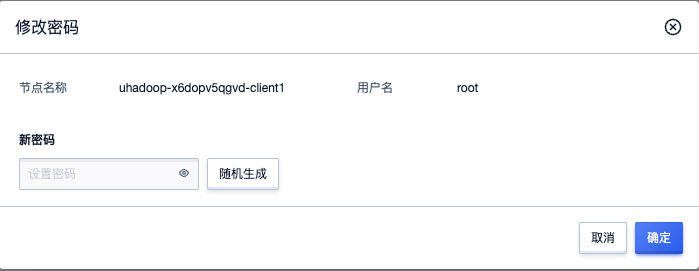 修改密码
节点名称 uhadoop-x6dopv5qgvd-client1 用户名 root
新密码
设置密码 随机生成
取消 确定